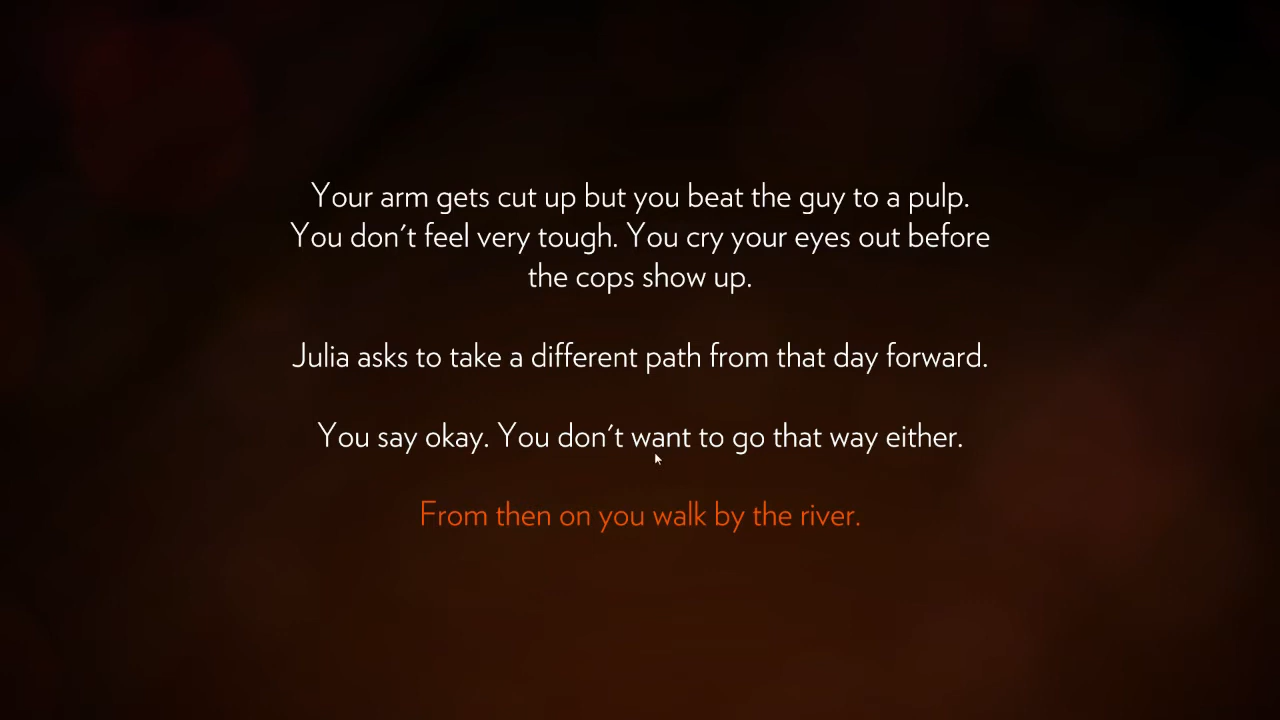 Your arm gets cut up but you beat the guy to a pulp.
You don't feel very tough. You cry your eyes out before
the cops show up.
Julia asks to take a different path from that day forward.
You say okay. You don't want to go that way either.
From then on you walk by the river.